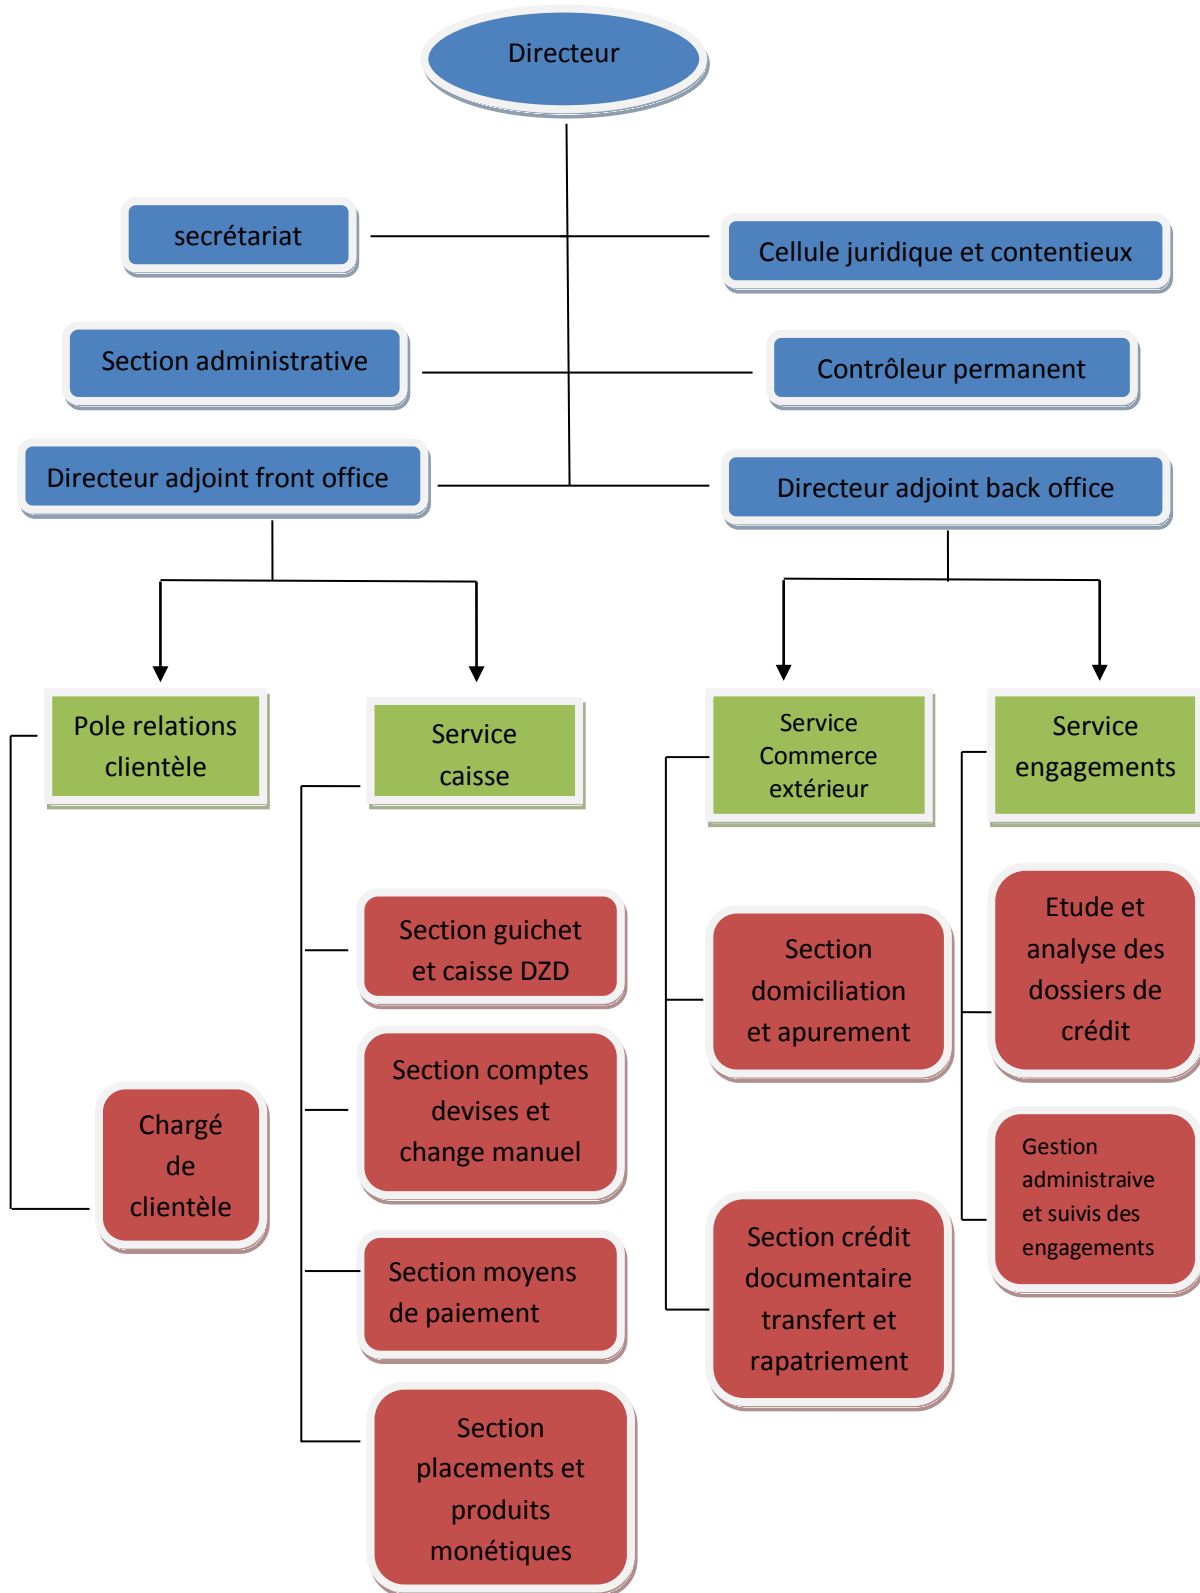 Directeur
secrétariat
Cellule juridique et contentieux
Section administrative
Contrôleur permanent
Directeur adjoint front office
Directeur adjoint back office
Pole relations
clientèle
Service
caisse
Service
Commerce
extérieur
Service
engagements
Chargé
de
clientèle
Section guichet
et caisse DZD
Section comptes
devises et
change manuel
Section moyens
de paiement
Section
placements et
produits
monétiques
Section
domiciliation
et apurement
Section crédit
documentaire
transfert et
rapatriement
Etude et
analyse des
dossiers de
crédit
Gestion
administraive
et suivis des
engagements